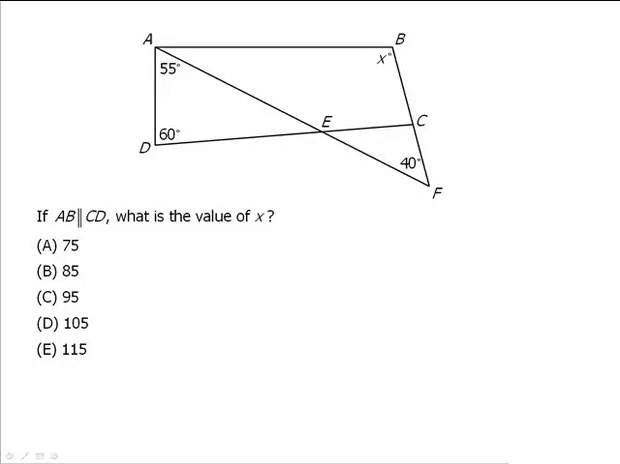 A
B
55°
x°
E
C
60°
D
40°
F
If AB || CD, what is the value of x?
(A) 75
(B) 85
(C) 95
(D) 105
(E) 115